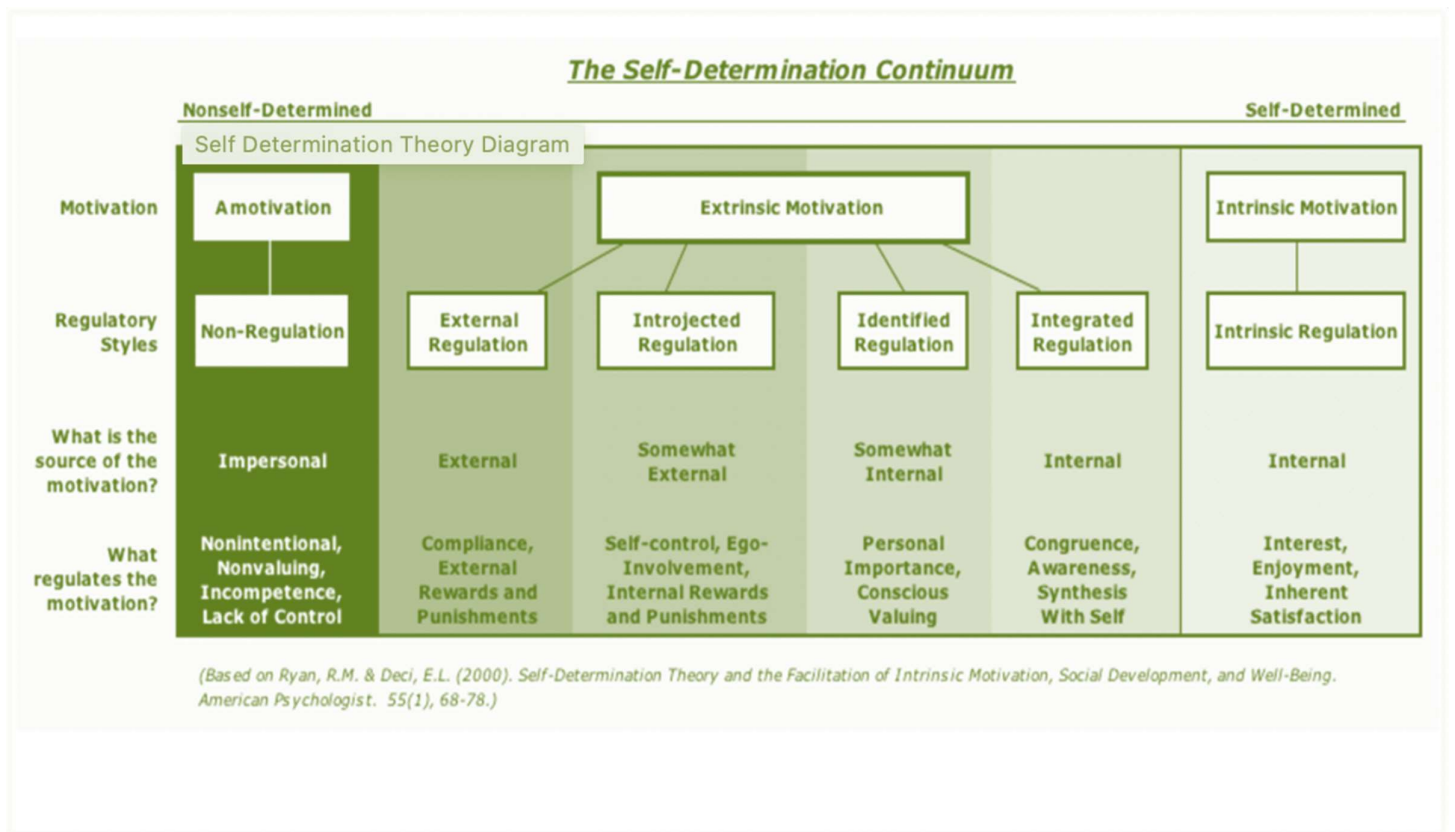 The Self-Determination Continuum
Nonself-Determined
Self-Determined
Self Determination Theory Diagram
Motivation
Amotivation
Extrinsic Motivation
Intrinsic Motivation
Regulatory
Styles
Non-Regulation
External
Regulation
Introjected
Regulation
Identified
Regulation
Integrated
Regulation
Intrinsic Regulation
What is the
source of the
motivation?
Impersonal
External
Somewhat
External
Somewhat
Internal
Internal
Internal
What
regulates the
motivation?
Nonintentional,
Nonvaluing,
Incompetence,
Lack of Control
Compliance,
External
Rewards and
Punishments
Self-control, Ego-
Involvement,
Internal Rewards
and Punishments
Personal
Importance,
Conscious
Valuing
Congruence,
Awareness,
Synthesis
With Self
Interest,
Enjoyment,
Inherent
Satisfaction
(Based on Ryan, R.M. & Deci, E.L. (2000). Self-Determination Theory and the Facilitation of Intrinsic Motivation, Social Development, and Well-Being.
American Psychologist. 55(1), 68-78.)